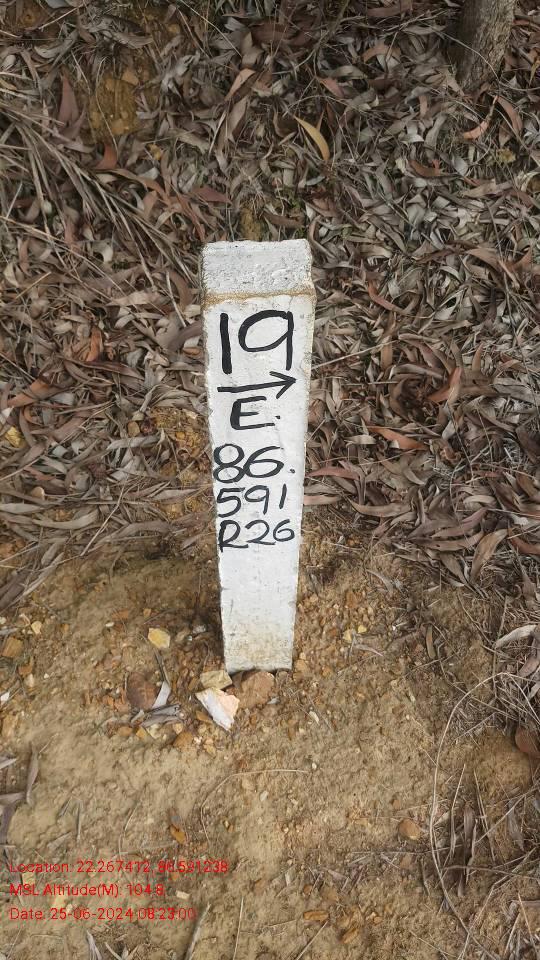 19
→
E.
86.
591
R26
Location: 22.267412, 86.591238
MSL Altitude(M): 104.8
Date: 25-06-2024 08:23:00